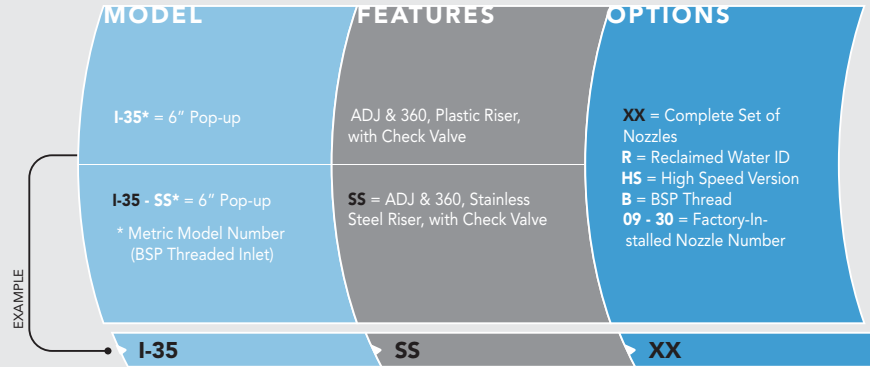 MODEL
FEATURES
OPTIONS
I-35* = 6” Pop-up
ADJ & 360, Plastic Riser,
with Check Valve
XX = Complete Set of
Nozzles
R = Reclaimed Water ID
HS = High Speed Version
B = BSP Thread
09 - 30 = Factory-In-
stalled Nozzle Number
I-35 - SS* = 6” Pop-up
* Metric Model Number
(BSP Threaded Inlet)
SS = ADJ & 360, Stainless
Steel Riser, with Check Valve
EXAMPLE
I-35
SS
XX